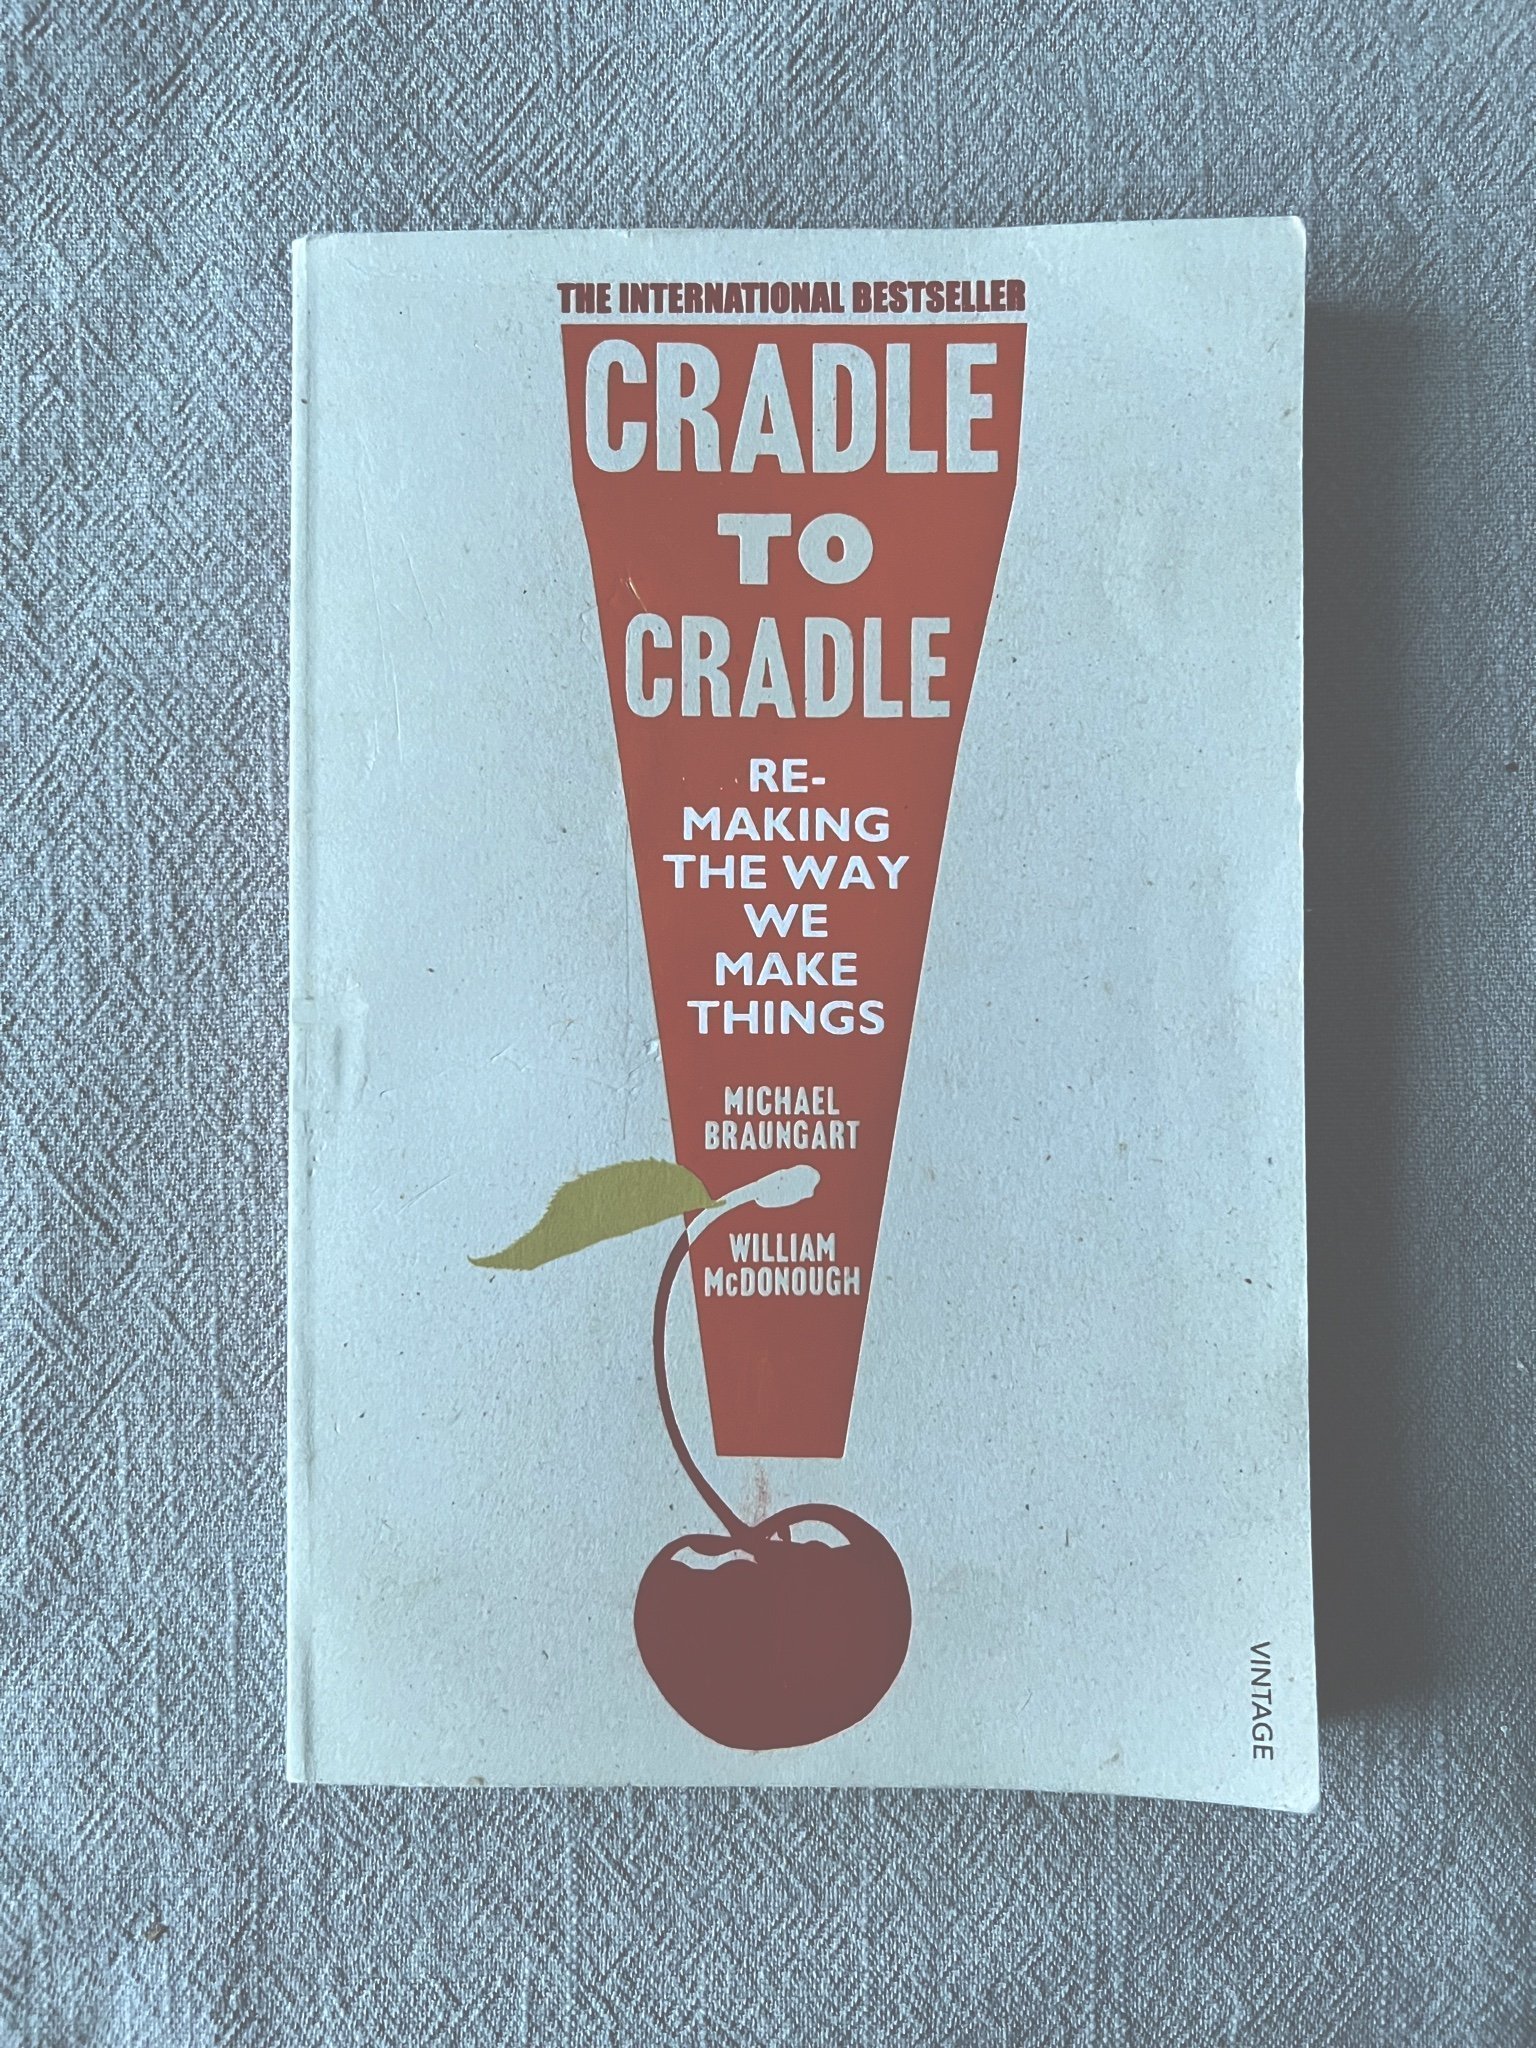 THE INTERNATIONAL BESTSELLER
CRADLE
TO
CRADLE
RE-
MAKING
THE WAY
WE
MAKE
THINGS
MICHAEL
BRAUNGART
WILLIAM
McDONOUGH
VINTAGE